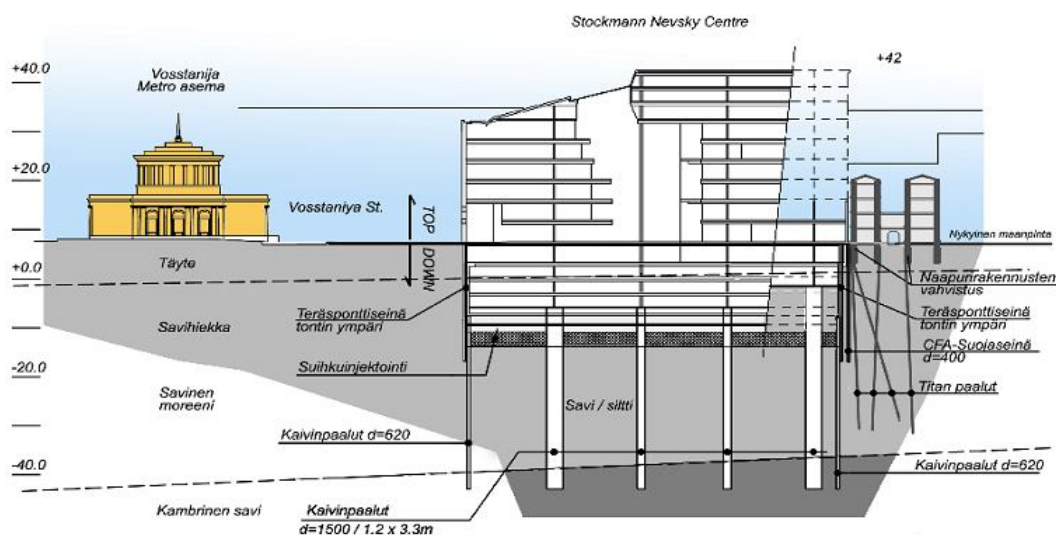 Stockmann Nevsky Centre
+42
+40.0
Vosstanija
Metro asema
+20.0
Vosstaniya St.
TOP
DOWN
Nykyinen maanpinta
+0.0
Täyte
Naapurirakennusten
vahvistus
Teräsponttiseinä
tontin ympäri
Teräsponttiseinä
tontin ympäri
Savihiekka
CFA-Suojaseinä
d=400
Suihkuinjektointi
-20.0
Savinen
moreeni
Savi / siltti
Titan paalut
Kaivinpaalut d=620
-40.0
Kaivinpaalut d=620
Kambrinen savi
Kaivinpaalut
d=1500 / 1.2 x 3.3m